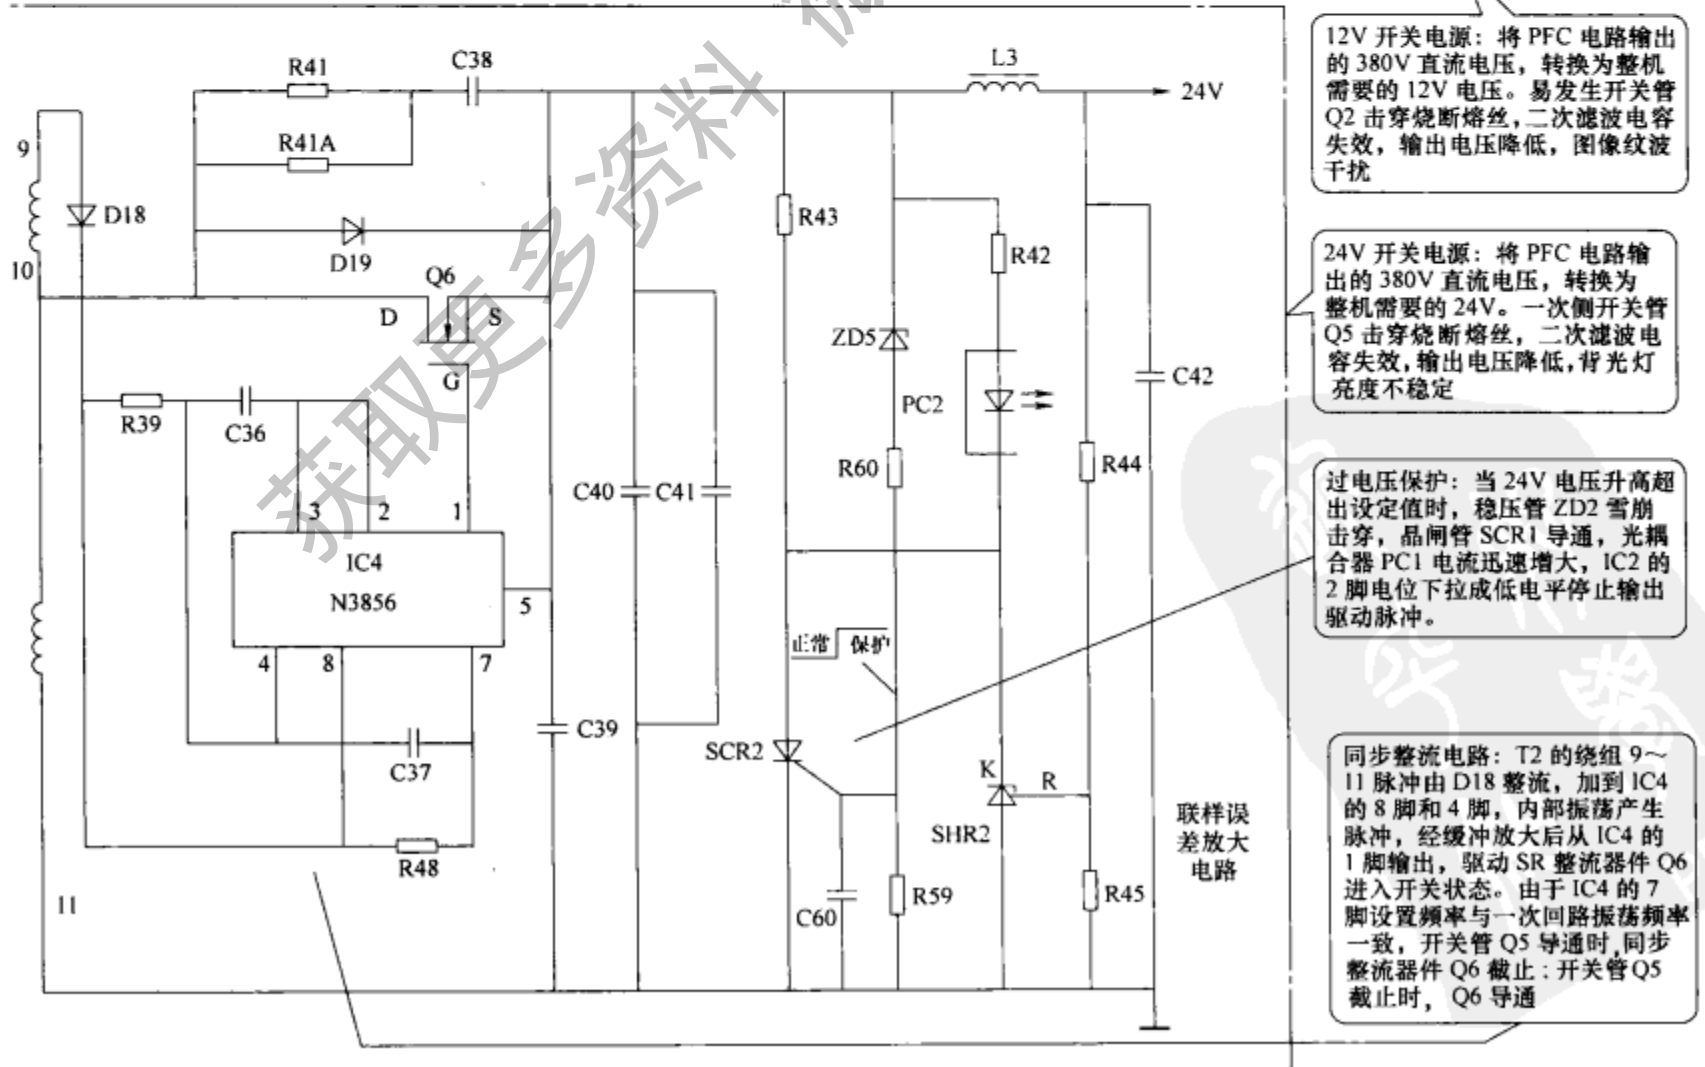 R41
C38
L3
24V
R41A
9
D18
R43
10
D19
R42
Q6
D
S
ZD5
G
PC2
C42
R39
C36
R60
R44
C40
C41
3
2
1
IC4
N3856
5
正常
保护
4
8
7
C39
SCR2
C37
K
R
SHR2
联样误
差放大
电路
R48
11
C60
R59
R45
获取更多资料
12V 开关电源：将 PFC 电路输出
的 380V 直流电压，转换为整机
需要的 12V 电压。易发生开关管
Q2 击穿烧断熔丝，二次滤波电容
失效，输出电压降低，图像纹波
干扰
24V 开关电源：将 PFC 电路输
出的 380V 直流电压，转换为
整机需要的 24V。一次侧开关管
Q5 击穿烧断熔丝，二次滤波电
容失效，输出电压降低，背光灯
亮度不稳定
过电压保护：当 24V 电压升高超
出设定值时，稳压管 ZD2 雪崩
击穿，晶闸管 SCR1 导通，光耦
合器 PC1 电流迅速增大，IC2 的
2 脚电位下拉成低电平停止输出
驱动脉冲。
同步整流电路：T2 的绕组 9～
11 脉冲由 D18 整流，加到 IC4
的 8 脚和 4 脚，内部振荡产生
脉冲，经缓冲放大后从 IC4 的
1 脚输出，驱动 SR 整流器件 Q6
进入开关状态。由于 IC4 的 7
脚设置频率与一次回路振荡频率
一致，开关管 Q5 导通时，同步
整流器件 Q6 截止；开关管Q5
截止时，Q6 导通